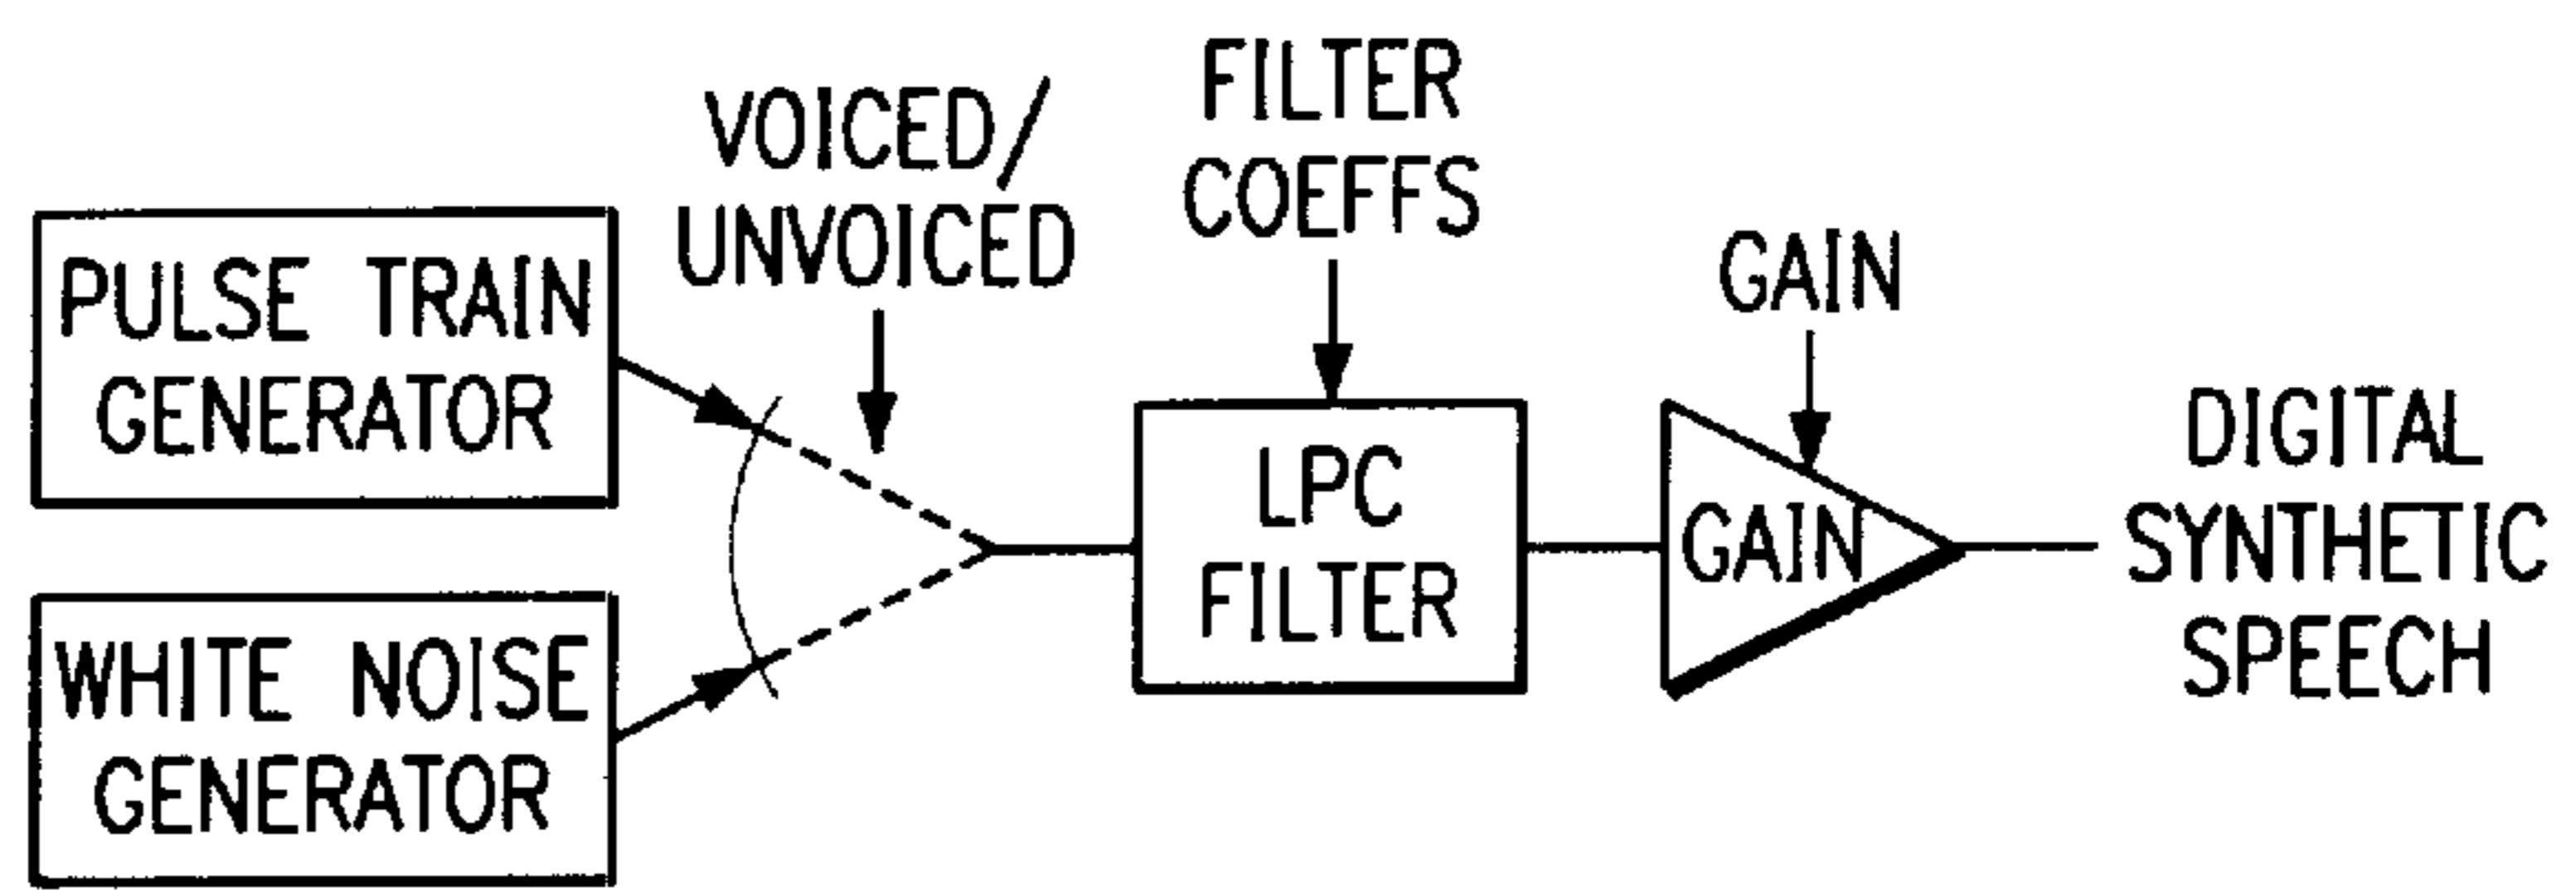 PULSE TRAIN
GENERATOR
WHITE NOISE
GENERATOR
VOICED/
UNVOICED
FILTER
COEFFS
LPC
FILTER
GAIN
GAIN
DIGITAL
SYNTHETIC
SPEECH